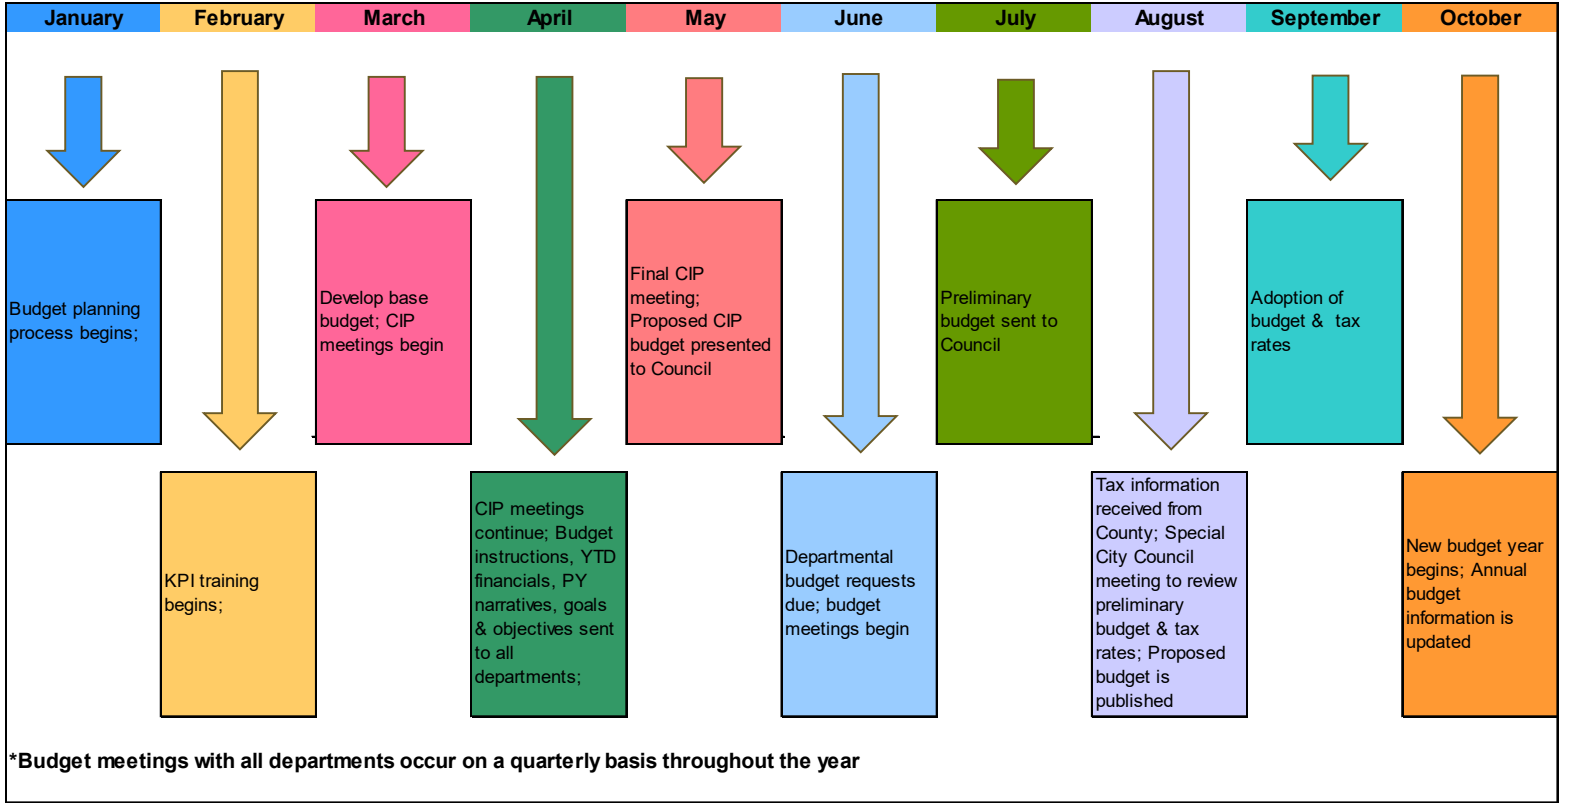 January February March April May June July August September October
Budget planning
process begins;
KPI training
begins;
Develop base
budget; CIP
meetings begin
CIP meetings
continue; Budget
instructions, YTD
financials, PY
narratives, goals
& objectives sent
to all
departments;
Final CIP
meeting;
Proposed CIP
budget presented
to Council
Departmental
budget requests
due; budget
meetings begin
Preliminary
budget sent to
Council
Tax information
received from
County; Special
City Council
meeting to review
preliminary
budget & tax
rates; Proposed
budget is
published
Adoption of
budget & tax
rates
New budget year
begins; Annual
budget
information is
updated
*Budget meetings with all departments occur on a quarterly basis throughout the year